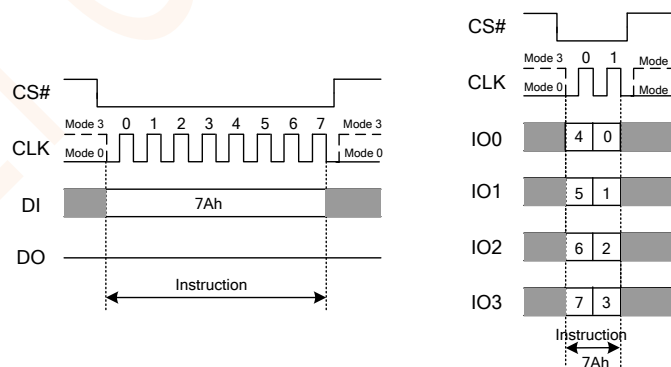 CS#
Mode 3 0 1 2 3 4 5 6 7 Mode 3
CLK
Mode 0 Mode 0
DI 7Ah
DO
Instruction
CS#
Mode 3 0 1 Mode
CLK
Mode 0 Mode
IO0 4 0
IO1 5 1
IO2 6 2
IO3 7 3
Instruction
7Ah